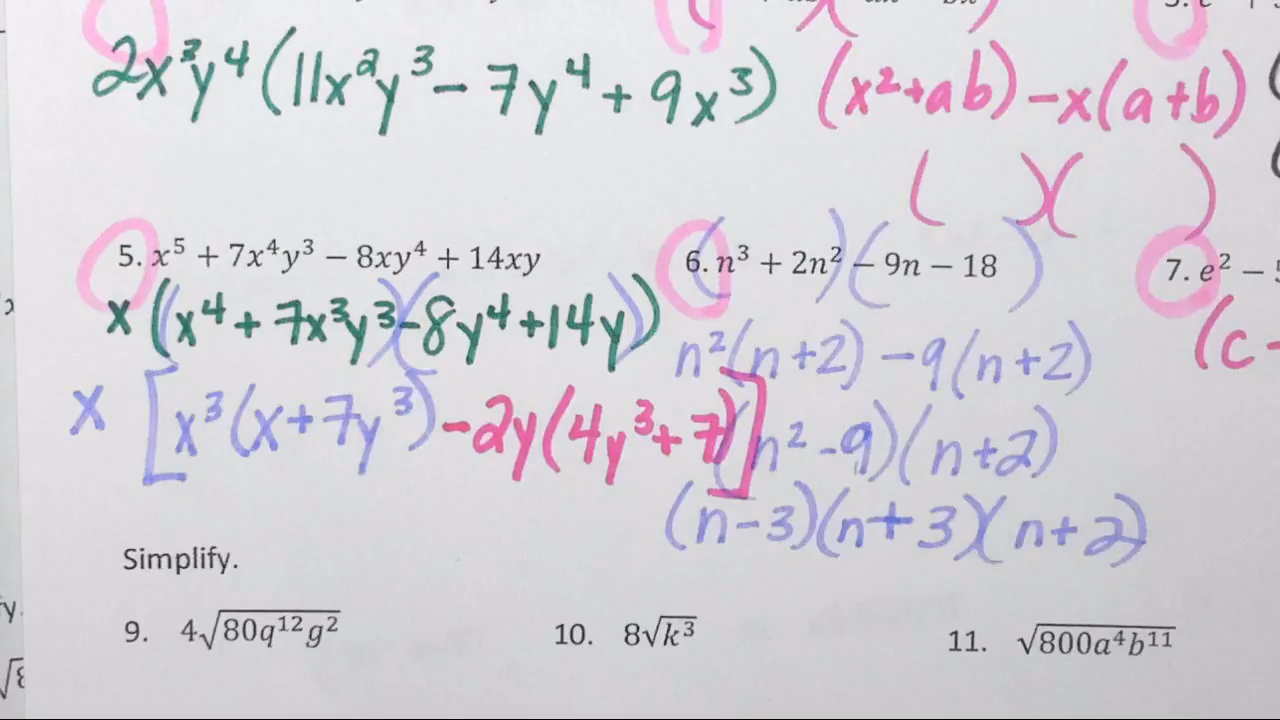 2x³y⁴(11x²y³ - 7y⁴ + 9x³)
(x²+ab) -x(a+b)
( )( )
5. x⁵ + 7x⁴y³ − 8xy⁴ + 14xy
x((x⁴ + 7x³y³)(-8y⁴+14y))
x [x³(x+7y³) -2y(4y³+7)]
6. n³ + 2n² − 9n − 18
n²(n+2) -9(n+2)
(n² -9)(n+2)
(n-3)(n+3)(n+2)
7. e² −
(c -
Simplify.
9. 4√80q¹²g²
10. 8√k³
11. √800a⁴b¹¹